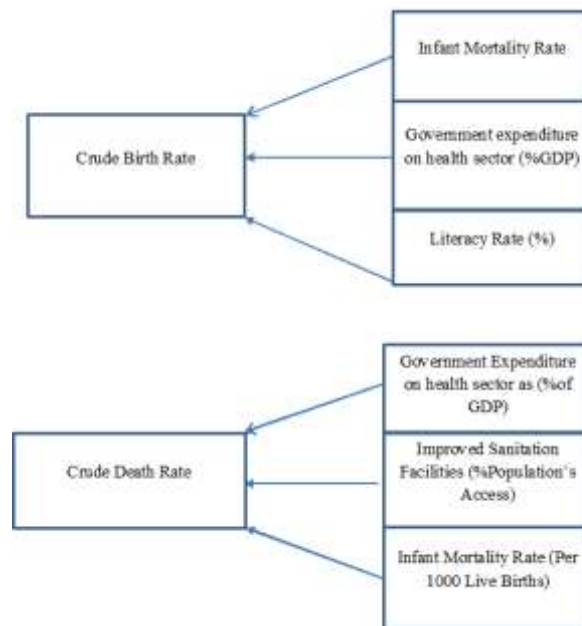 Infant Mortality Rate
Crude Birth Rate
Government expenditure
on health sector (%GDP)
Literacy Rate (%)
Government Expenditure
on health sector as (%of
GDP)
Crude Death Rate
Improved Sanitation
Facilities (%Population's
Access)
Infant Mortality Rate (Per
1000 Live Births)